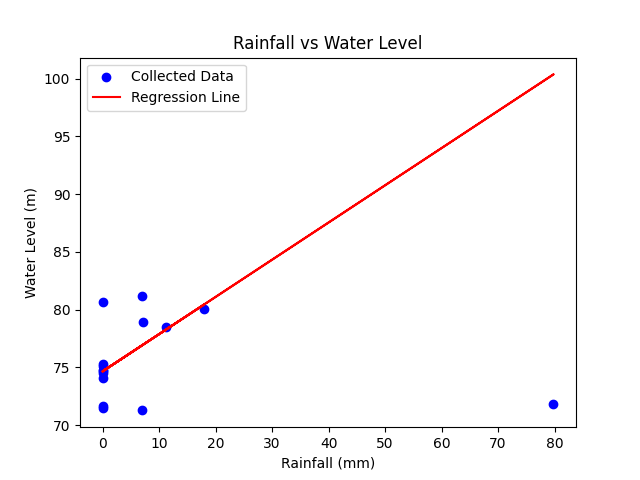 Rainfall vs Water Level
Collected Data
Regression Line
100
95
90
85
80
75
70
Water Level (m)
0 10 20 30 40 50 60 70 80
Rainfall (mm)